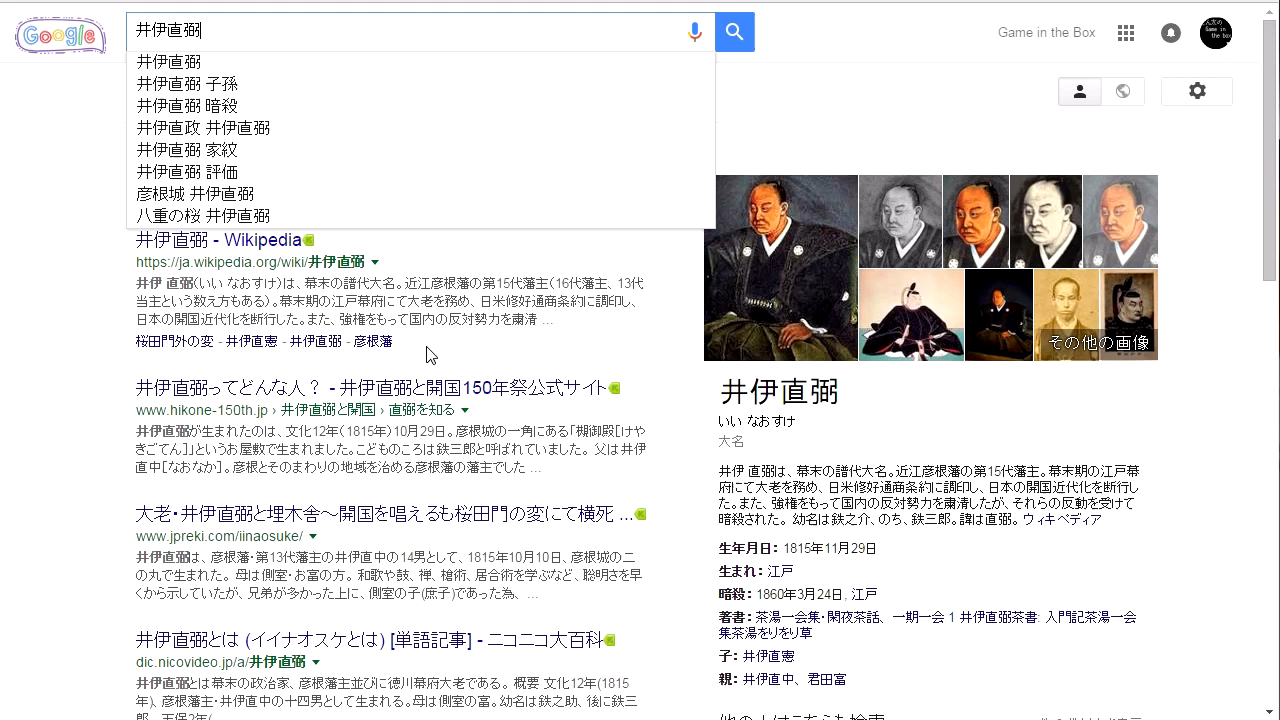 Google
井伊直弼
Game in the Box
井伊直弼
井伊直弼 子孫
井伊直弼 暗殺
井伊直政 井伊直弼
井伊直弼 家紋
井伊直弼 評価
彦根城 井伊直弼
八重の桜 井伊直弼
井伊直弼 - Wikipedia
https://ja.wikipedia.org/wiki/井伊直弼
井伊 直弼(いい なおすけ)は、幕末の譜代大名。近江彦根藩の第15代藩主(16代藩主、13代
当主という数え方もある)。幕末期の江戸幕府にて大老を務め、日米修好通商条約に調印し、
日本の開国近代化を断行した。また、強権をもって国内の反対勢力を粛清 ...
桜田門外の変 - 井伊直憲 - 井伊直弼 - 彦根藩
井伊直弼ってどんな人？ - 井伊直弼と開国150年祭公式サイト
www.hikone-150th.jp › 井伊直弼と開国 › 直弼を知る
井伊直弼が生まれたのは、文化12年(1815年)10月29日。彦根城の一角にある「槻御殿[けや
きごてん]」というお屋敷で生まれました。こどものころは鉄三郎と呼ばれていました。 父は井伊
直中[なおなか]。彦根とそのまわりの地域を治める彦根藩の藩主でした ...
大老・井伊直弼と埋木舎～開国を唱えるも桜田門の変にて横死 ...
www.jpreki.com/iinaosuke/
井伊直弼は、彦根藩・第13代藩主の井伊直中の14男として、1815年10月10日、彦根城の二
の丸で生まれた。 母は側室・お富の方。 和歌や鼓、禅、槍術、居合術を学ぶなど、聡明さを早
くから示していたが、兄弟が多かった上に、側室の子(庶子)であった為、 ...
井伊直弼とは (イイナオスケとは) [単語記事] - ニコニコ大百科
dic.nicovideo.jp/a/井伊直弼
井伊直弼とは幕末の政治家、彦根藩主並びに徳川幕府大老である。 概要 文化12年(1815
年)、彦根藩主・井伊直中の十四男として生まれる。母は側室の富。幼名は鉄之助、後に鉄三
その他の画像
井伊直弼
いい なおすけ
大名
井伊 直弼は、幕末の譜代大名。近江彦根藩の第15代藩主。幕末期の江戸幕
府にて大老を務め、日米修好通商条約に調印し、日本の開国近代化を断行し
た。また、強権をもって国内の反対勢力を粛清したが、それらの反動を受けて
暗殺された。 幼名は鉄之介、のち、鉄三郎。諱は直弼。 ウィキペディア
生年月日: 1815年11月29日
生まれ: 江戸
暗殺: 1860年3月24日, 江戸
著書: 茶湯一会集・閑夜茶話、 一期一会 1 井伊直弼茶書: 入門記茶湯一会
集茶湯をりをり草
子: 井伊直憲
親: 井伊直中、 君田富